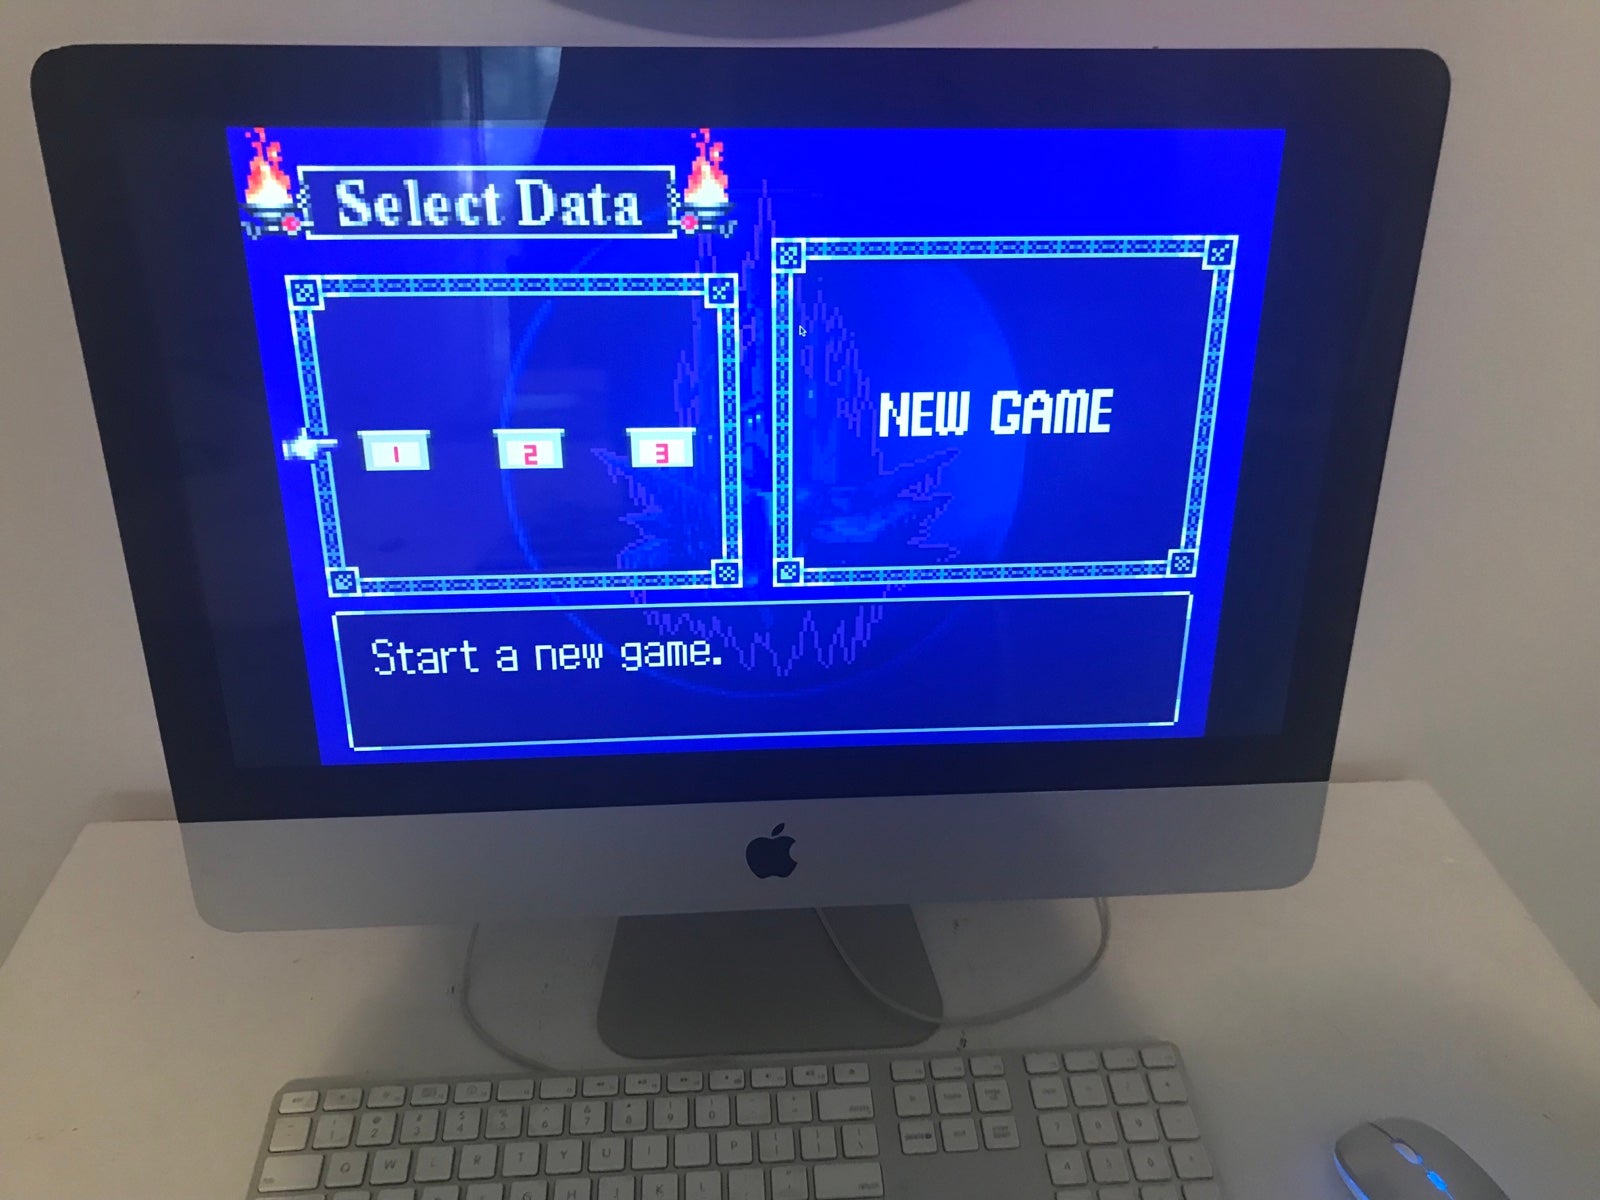 Select Data
1 2 3
NEW GAME
Start a new game.
Q W E R T Y U I P